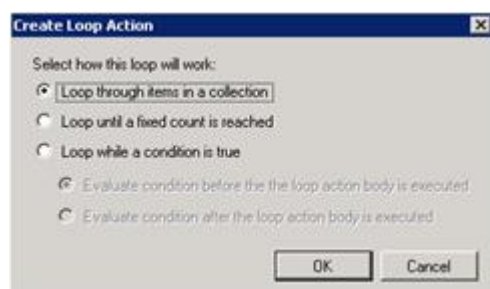 Create Loop Action
Select how this loop will work:
Loop through items in a collection
Loop until a fixed count is reached
Loop while a condition is true
Evaluate condition before the the loop action body is executed
Evaluate condition after the loop action body is executed
OK
Cancel